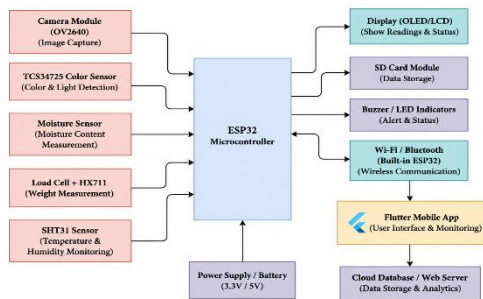 Camera Module
(OV2640)
(Image Capture)
TCS34725 Color Sensor
(Color & Light Detection)
Moisture Sensor
(Moisture Content
Measurement)
Load Cell + HX711
(Weight Measurement)
SHT31 Sensor
(Temperature &
Humidity Monitoring)
ESP32
Microcontroller
Power Supply / Battery
(3.3V / 5V)
Display (OLED/LCD)
(Show Readings & Status)
SD Card Module
(Data Storage)
Buzzer / LED Indicators
(Alert & Status)
Wi-Fi / Bluetooth
(Built-in ESP32)
(Wireless Communication)
Flutter Mobile App
(User Interface & Monitoring)
Cloud Database / Web Server
(Data Storage & Analytics)